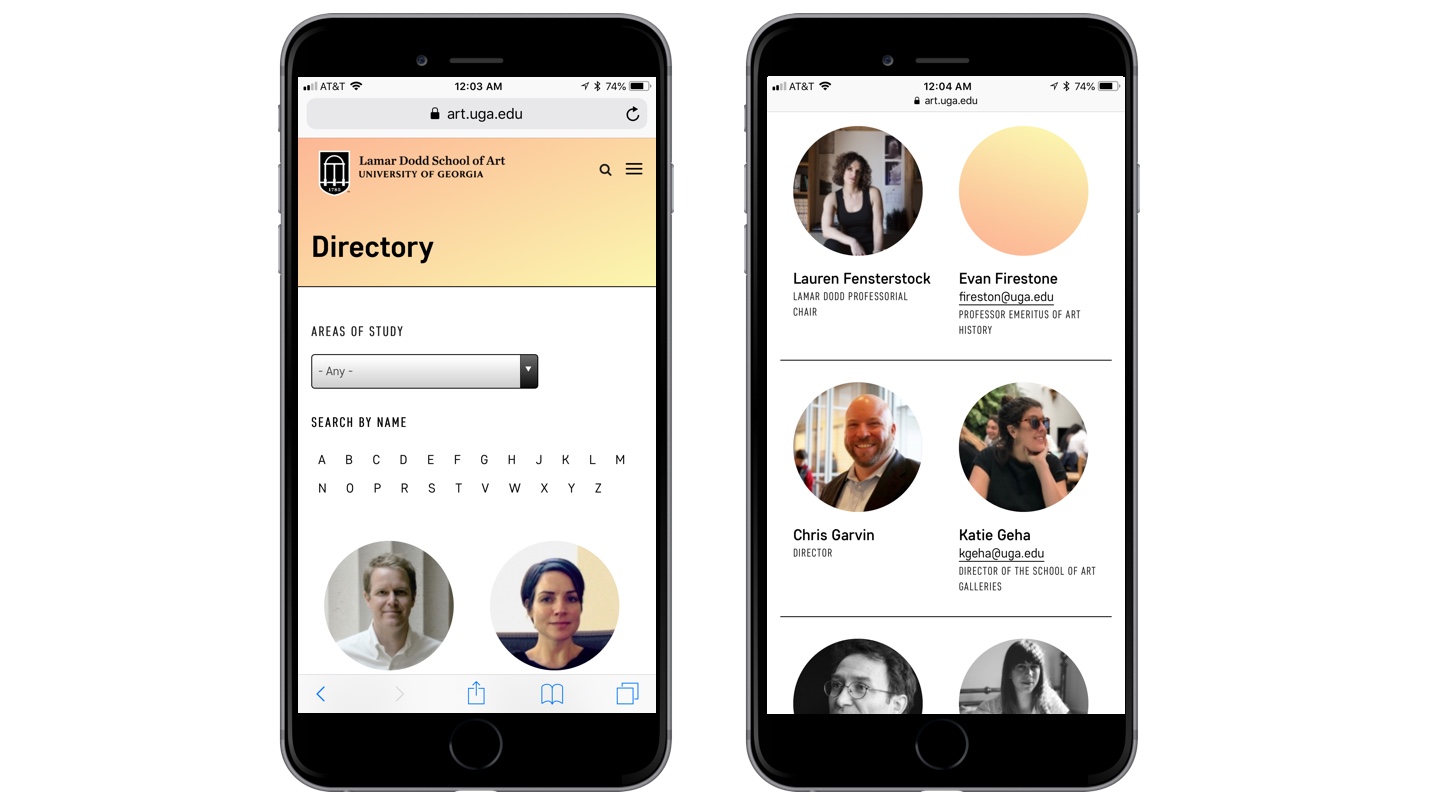 AT&T 12:03 AM 74%
art.uga.edu
Lamar Dodd School of Art
UNIVERSITY OF GEORGIA
1785
Directory
AREAS OF STUDY
- Any -
SEARCH BY NAME
A B C D E F G H J K L M
N O P R S T V W X Y Z
AT&T 12:04 AM 74%
art.uga.edu
Lauren Fensterstock
LAMAR DODD PROFESSORIAL
CHAIR
Evan Firestone
fireston@uga.edu
PROFESSOR EMERITUS OF ART
HISTORY
Chris Garvin
DIRECTOR
Katie Geha
kgeha@uga.edu
DIRECTOR OF THE SCHOOL OF ART
GALLERIES